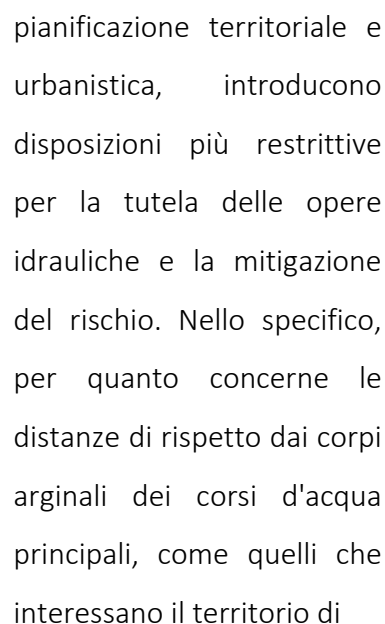 pianificazione territoriale e
urbanistica, introducono
disposizioni più restrittive
per la tutela delle opere
idrauliche e la mitigazione
del rischio. Nello specifico,
per quanto concerne le
distanze di rispetto dai corpi
arginali dei corsi d'acqua
principali, come quelli che
interessano il territorio di